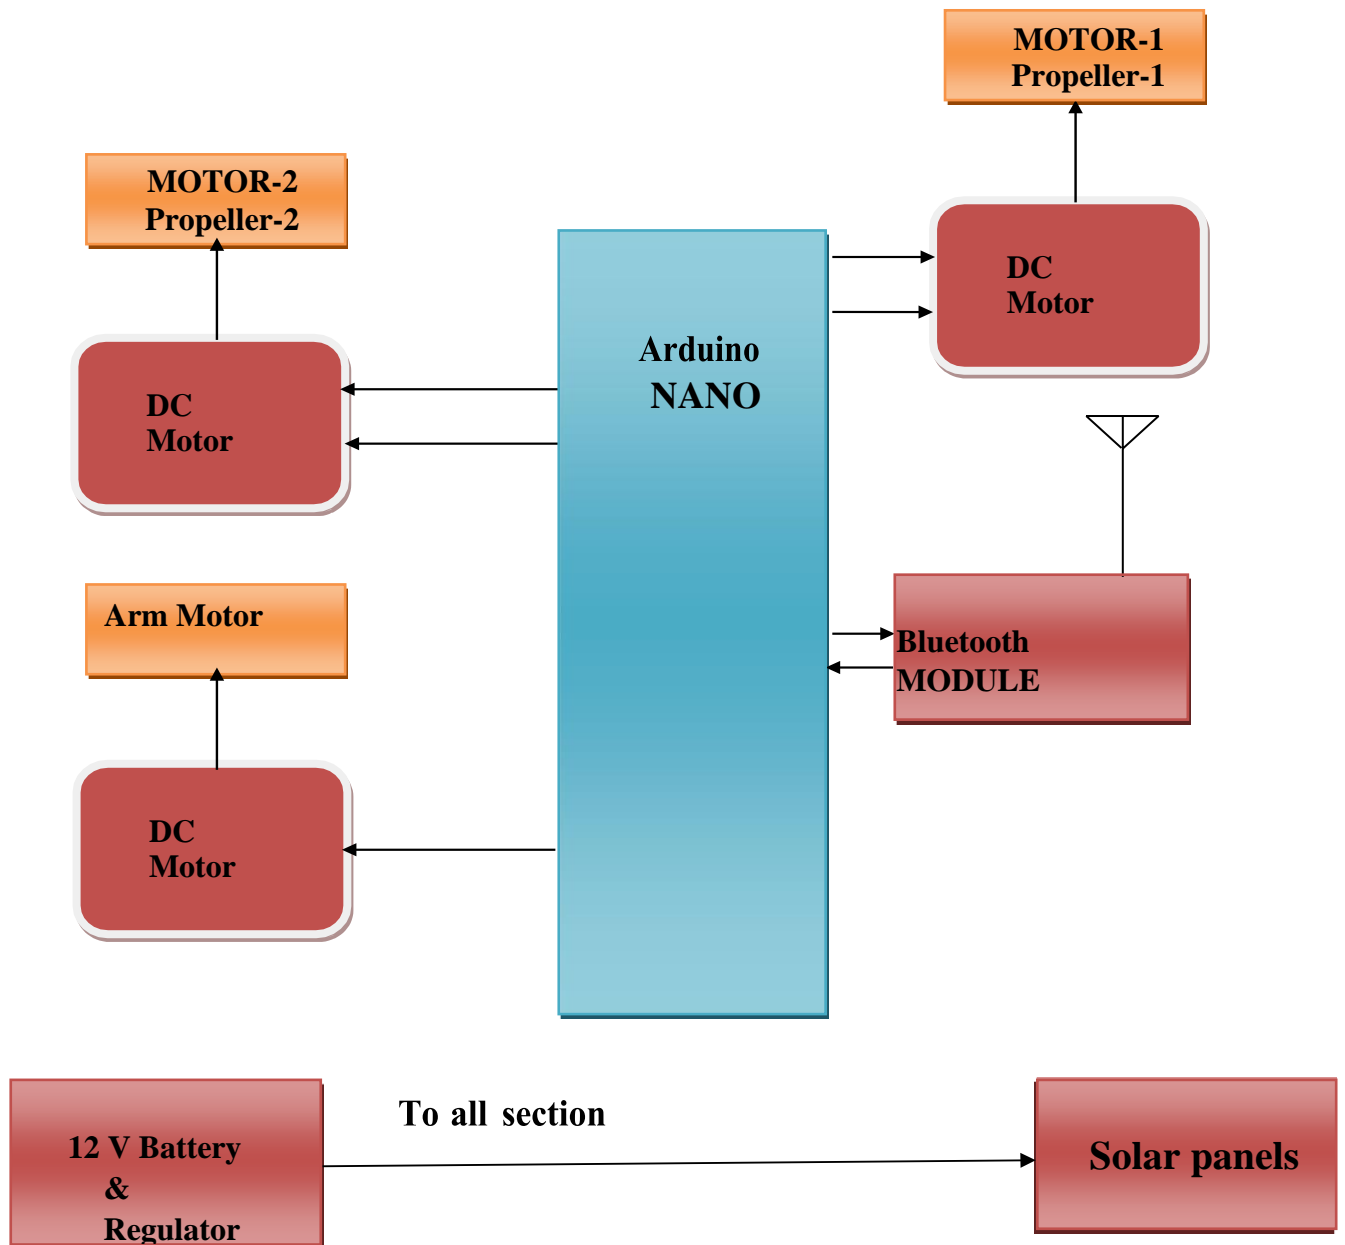 MOTOR-1
Propeller-1
MOTOR-2
Propeller-2
DC
Motor
Arduino
NANO
DC
Motor
Arm Motor
Bluetooth
MODULE
DC
Motor
To all section
12 V Battery
&
Regulator
Solar panels